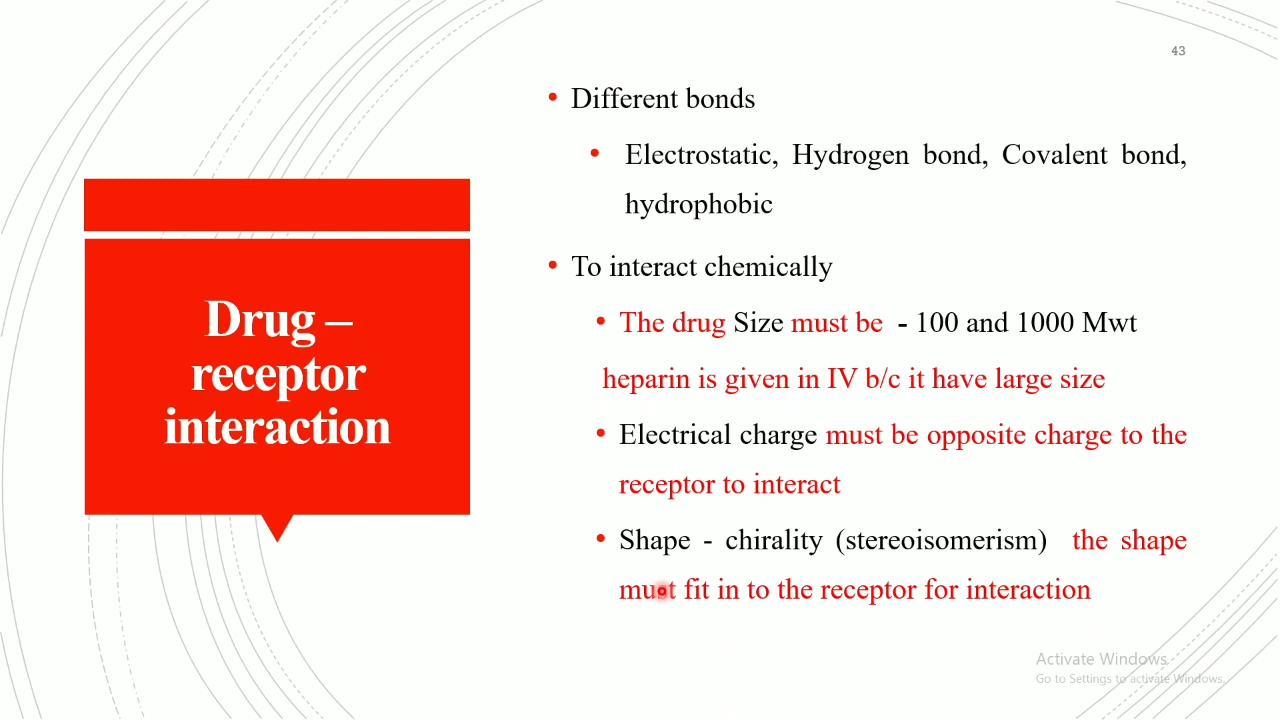 43
Drug –
receptor
interaction
• Different bonds
• Electrostatic, Hydrogen bond, Covalent bond,
hydrophobic
• To interact chemically
• The drug Size must be - 100 and 1000 Mwt
heparin is given in IV b/c it have large size
• Electrical charge must be opposite charge to the
receptor to interact
• Shape - chirality (stereoisomerism) the shape
must fit in to the receptor for interaction
Activate Windows
Go to Settings to activate Windows.